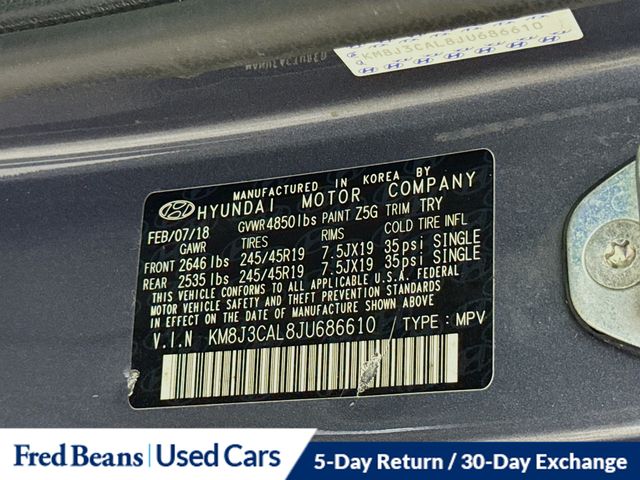 KM8J3CAL8JU686610
MANUFACTURED IN KOREA BY
HYUNDAI MOTOR COMPANY
FEB/07/18 GVWR 4850lbs PAINT Z5G TRIM TRY
GAWR TIRES RIMS COLD TIRE INFL
FRONT 2646 lbs 245/45R19 7.5JX19 35psi SINGLE
REAR 2535 lbs 245/45R19 7.5JX19 35psi SINGLE
THIS VEHICLE CONFORMS TO ALL APPLICABLE U.S.A. FEDERAL
MOTOR VEHICLE SAFETY AND THEFT PREVENTION STANDARDS
IN EFFECT ON THE DATE OF MANUFACTURE SHOWN ABOVE.
V.I.N KM8J3CAL8JU686610 TYPE : MPV
Fred Beans | Used Cars 5-Day Return / 30-Day Exchange